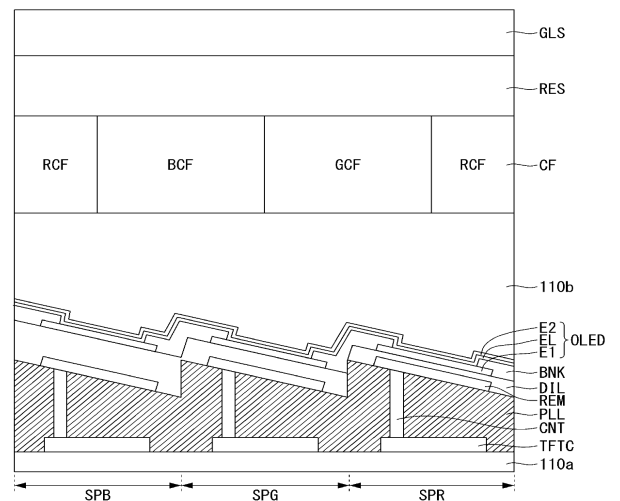 GLS
RES
RCF BCF GCF RCF CF
110b
E2
EL OLED
E1
BNK
DIL
REM
PLL
CNT
TFTC
110a
SPB SPG SPR